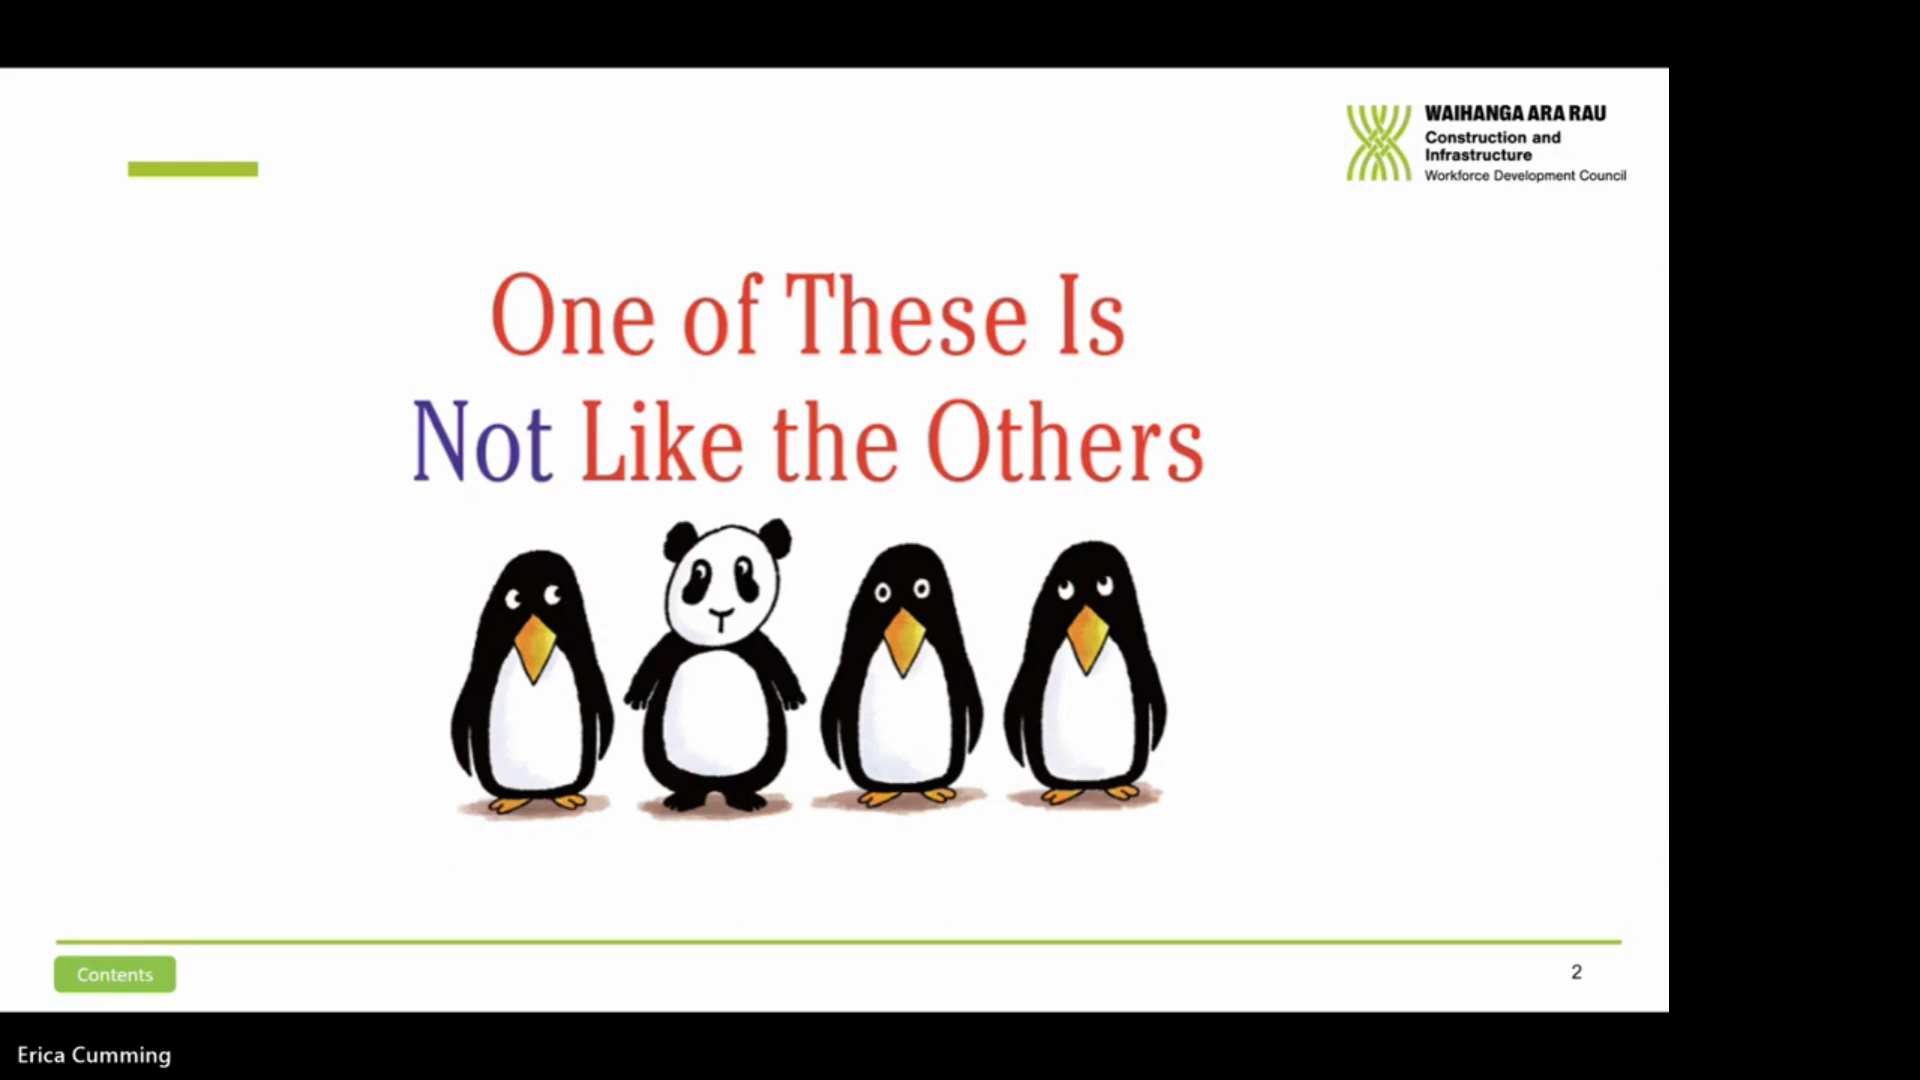 WAIHANGA ARA RAU
Construction and
Infrastructure
Workforce Development Council
One of These Is
Not Like the Others
Contents
2
Erica Cumming